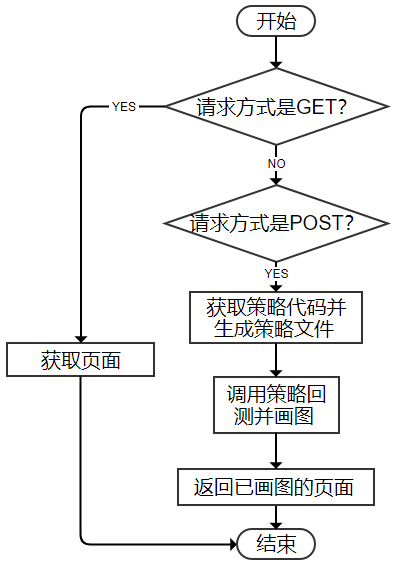 开始
请求方式是GET?
YES
NO
请求方式是POST?
YES
获取策略代码并
生成策略文件
获取页面
调用策略回
测并画图
返回已画图的页面
结束